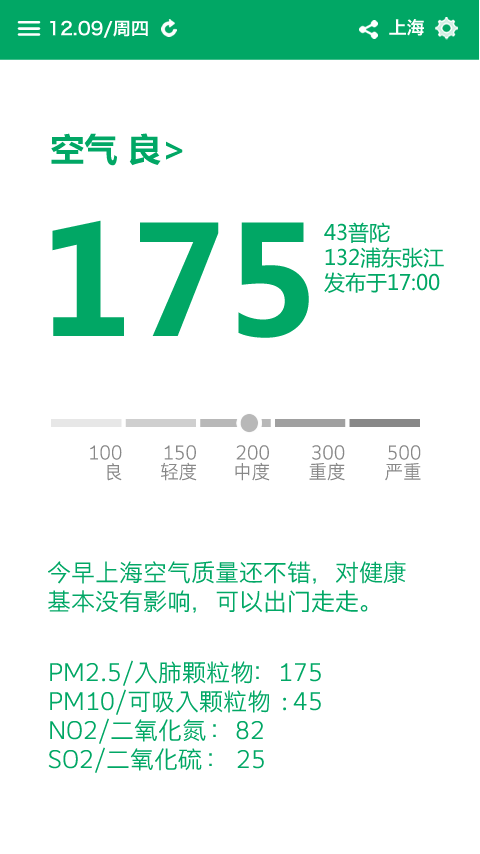 12.09/周四
上海
空气 良>
175
43普陀
132浦东张江
发布于17:00
100 150 200 300 500
良 轻度 中度 重度 严重
今早上海空气质量还不错，对健康
基本没有影响，可以出门走走。
PM2.5/入肺颗粒物： 175
PM10/可吸入颗粒物 : 45
NO2/二氧化氮： 82
SO2/二氧化硫： 25